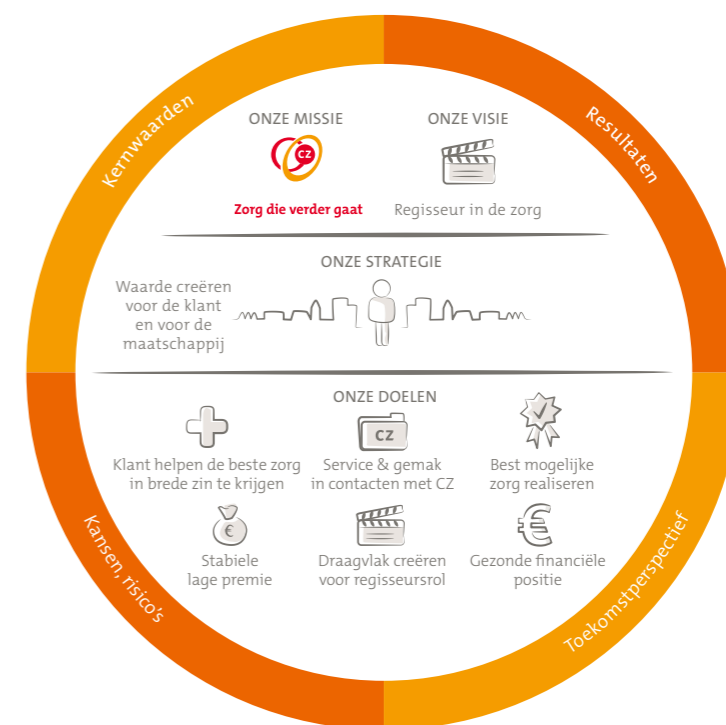 Kernwaarden
Resultaten
ONZE MISSIE
CZ
Zorg die verder gaat
ONZE VISIE
Regisseur in de zorg
ONZE STRATEGIE
Waarde creëren
voor de klant
en voor de
maatschappij
ONZE DOELEN
Klant helpen de beste zorg
in brede zin te krijgen
CZ
Service & gemak
in contacten met CZ
Best mogelijke
zorg realiseren
€
Stabiele
lage premie
Draagvlak creëren
voor regisseursrol
€
Gezonde financiële
positie
Kansen, risico's
Toekomstperspectief